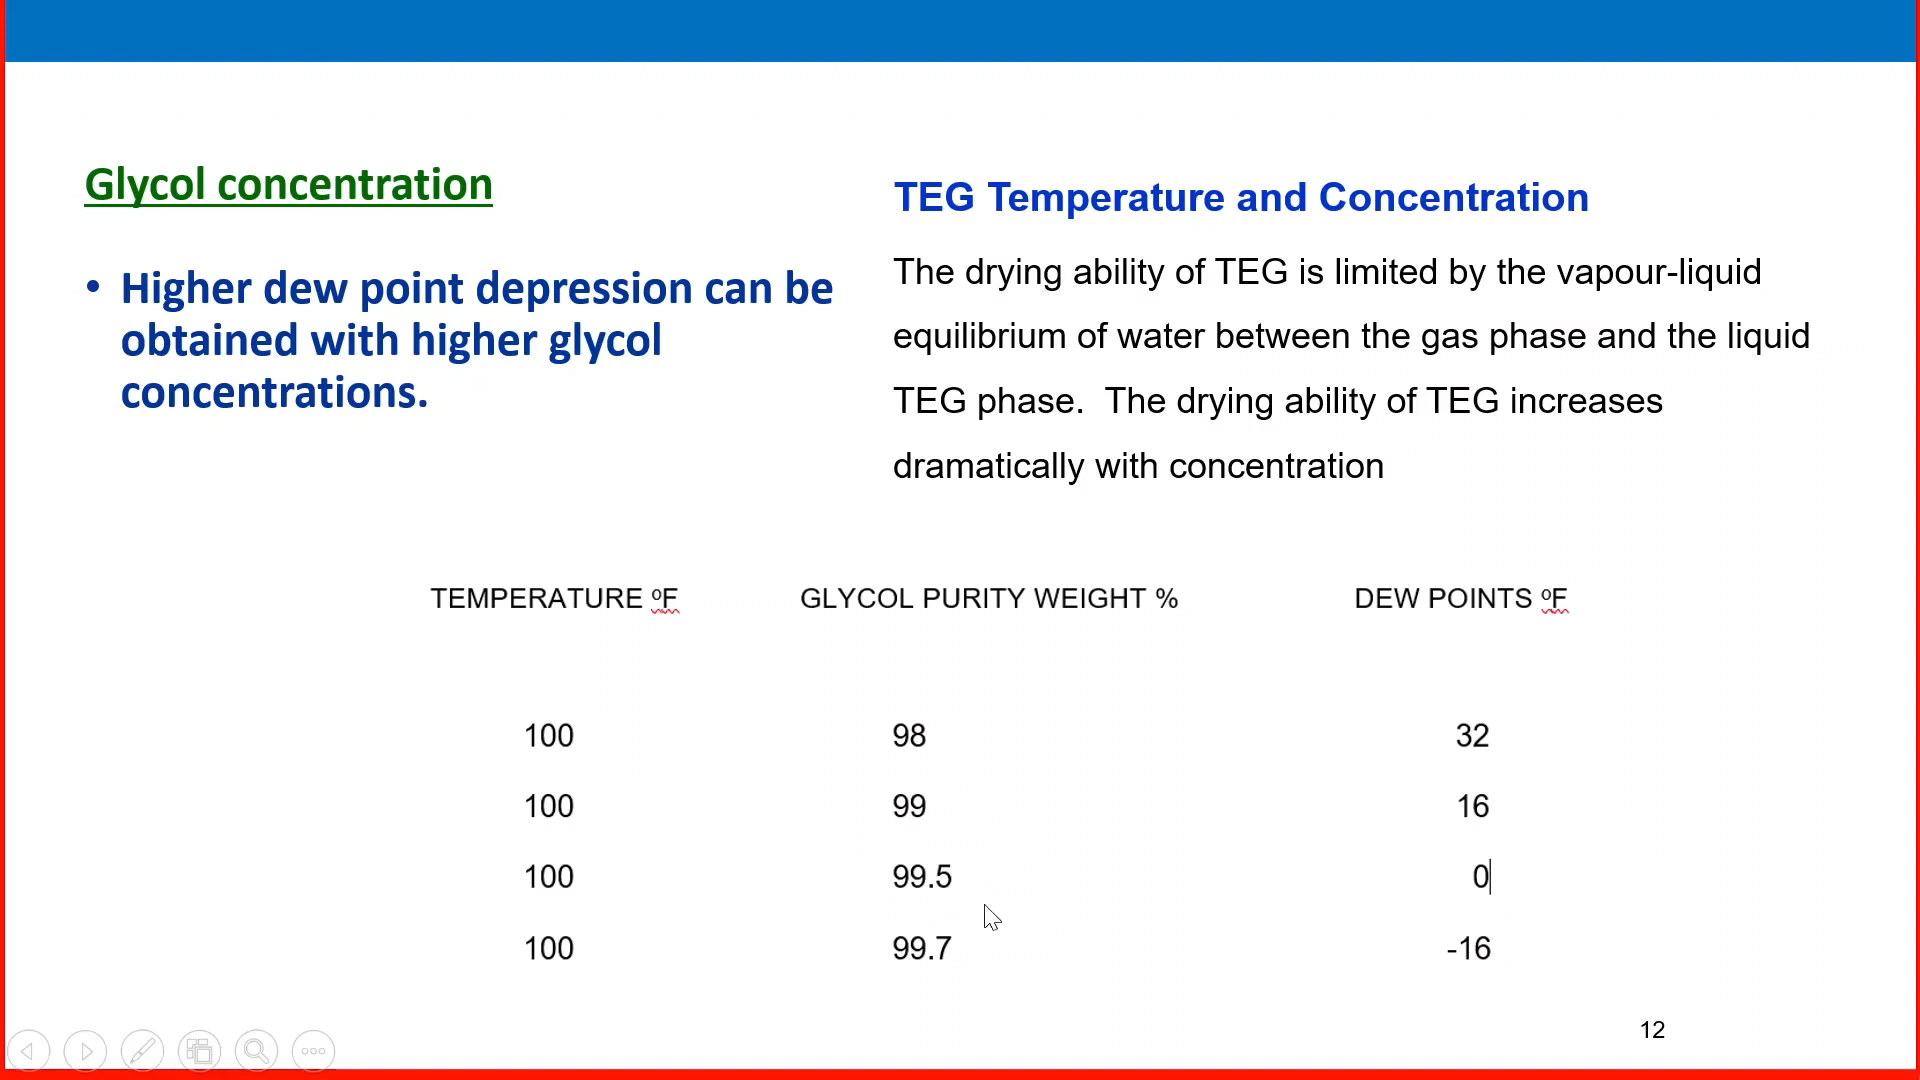 Glycol concentration
• Higher dew point depression can be
obtained with higher glycol
concentrations.
TEG Temperature and Concentration
The drying ability of TEG is limited by the vapour-liquid
equilibrium of water between the gas phase and the liquid
TEG phase.  The drying ability of TEG increases
dramatically with concentration
TEMPERATURE ºF GLYCOL PURITY WEIGHT % DEW POINTS ºF
100 98 32
100 99 16
100 99.5 0
100 99.7 -16
12